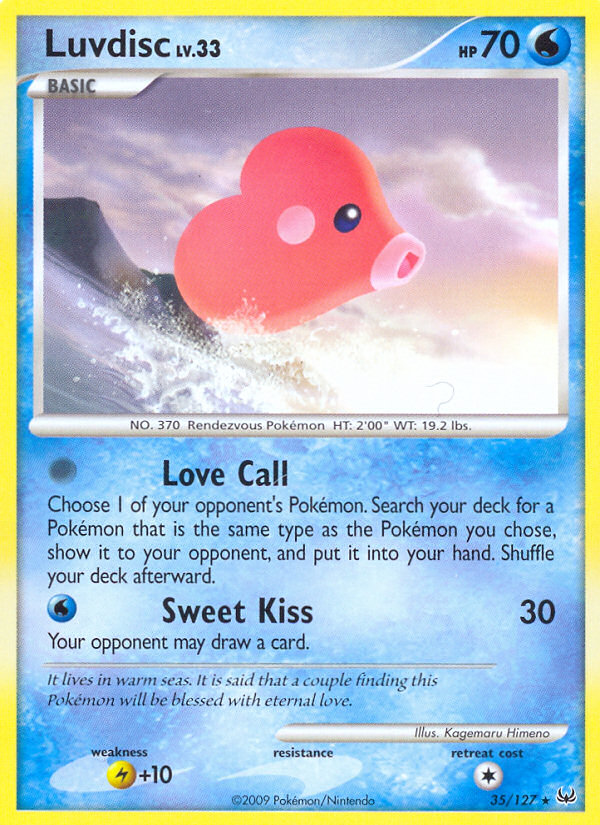 Luvdisc LV.33
HP 70
BASIC
NO. 370 Rendezvous Pokémon HT: 2'00" WT: 19.2 lbs.
Love Call
Choose 1 of your opponent's Pokémon. Search your deck for a
Pokémon that is the same type as the Pokémon you chose,
show it to your opponent, and put it into your hand. Shuffle
your deck afterward.
Sweet Kiss 30
Your opponent may draw a card.
It lives in warm seas. It is said that a couple finding this
Pokémon will be blessed with eternal love.
Illus. Kagemaru Himeno
weakness resistance retreat cost
+10
©2009 Pokémon/Nintendo 35/127 ★